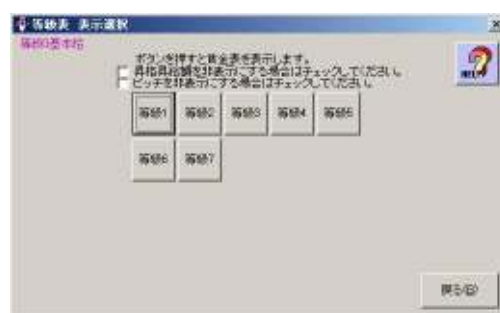 等級表 表示選択
等級別基本給
ボタンを押すと賃金表を表示します。
昇格昇給額を非表示にする場合はチェックしてください。
ピッチを非表示にする場合はチェックしてください。
HELP
等級1 等級2 等級3 等級4 等級5
等級6 等級7
戻る(B)